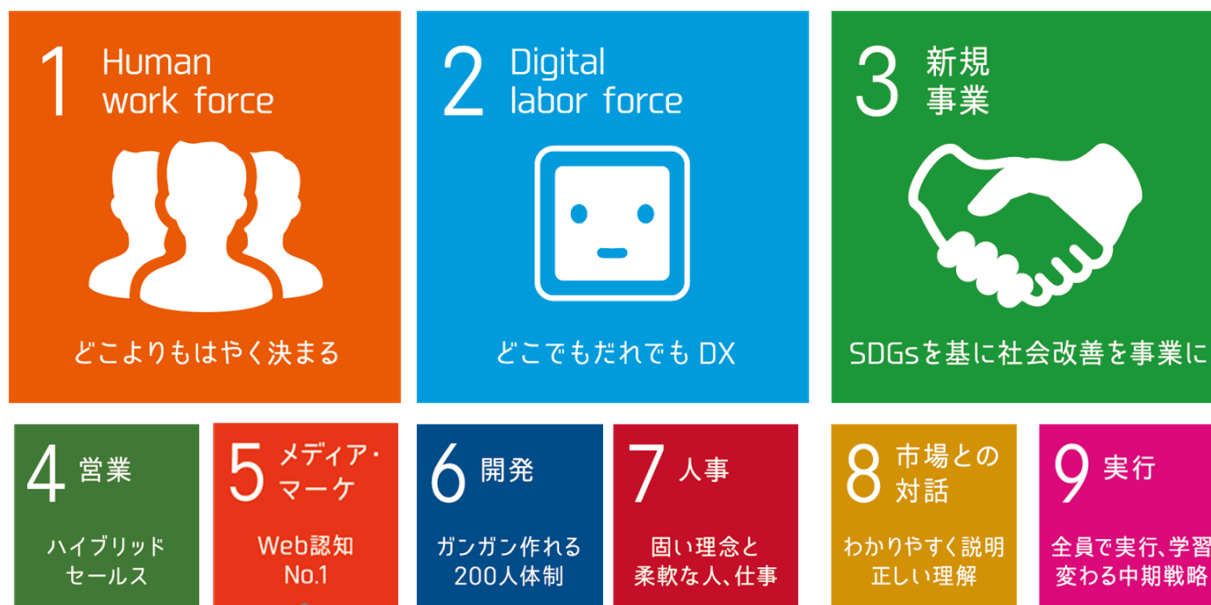 1
Human
work force
どこよりもはやく決まる
2
Digital
labor force
どこでもだれでも DX
3
新規
事業
SDGsを基に社会改善を事業に
4
営業
ハイブリッド
セールス
5
メディア・
マーケ
Web認知
No.1
6
開発
ガンガン作れる
200人体制
7
人事
固い理念と
柔軟な人、仕事
8
市場との
対話
わかりやすく説明
正しい理解
9
実行
全員で実行、学習
変わる中期戦略